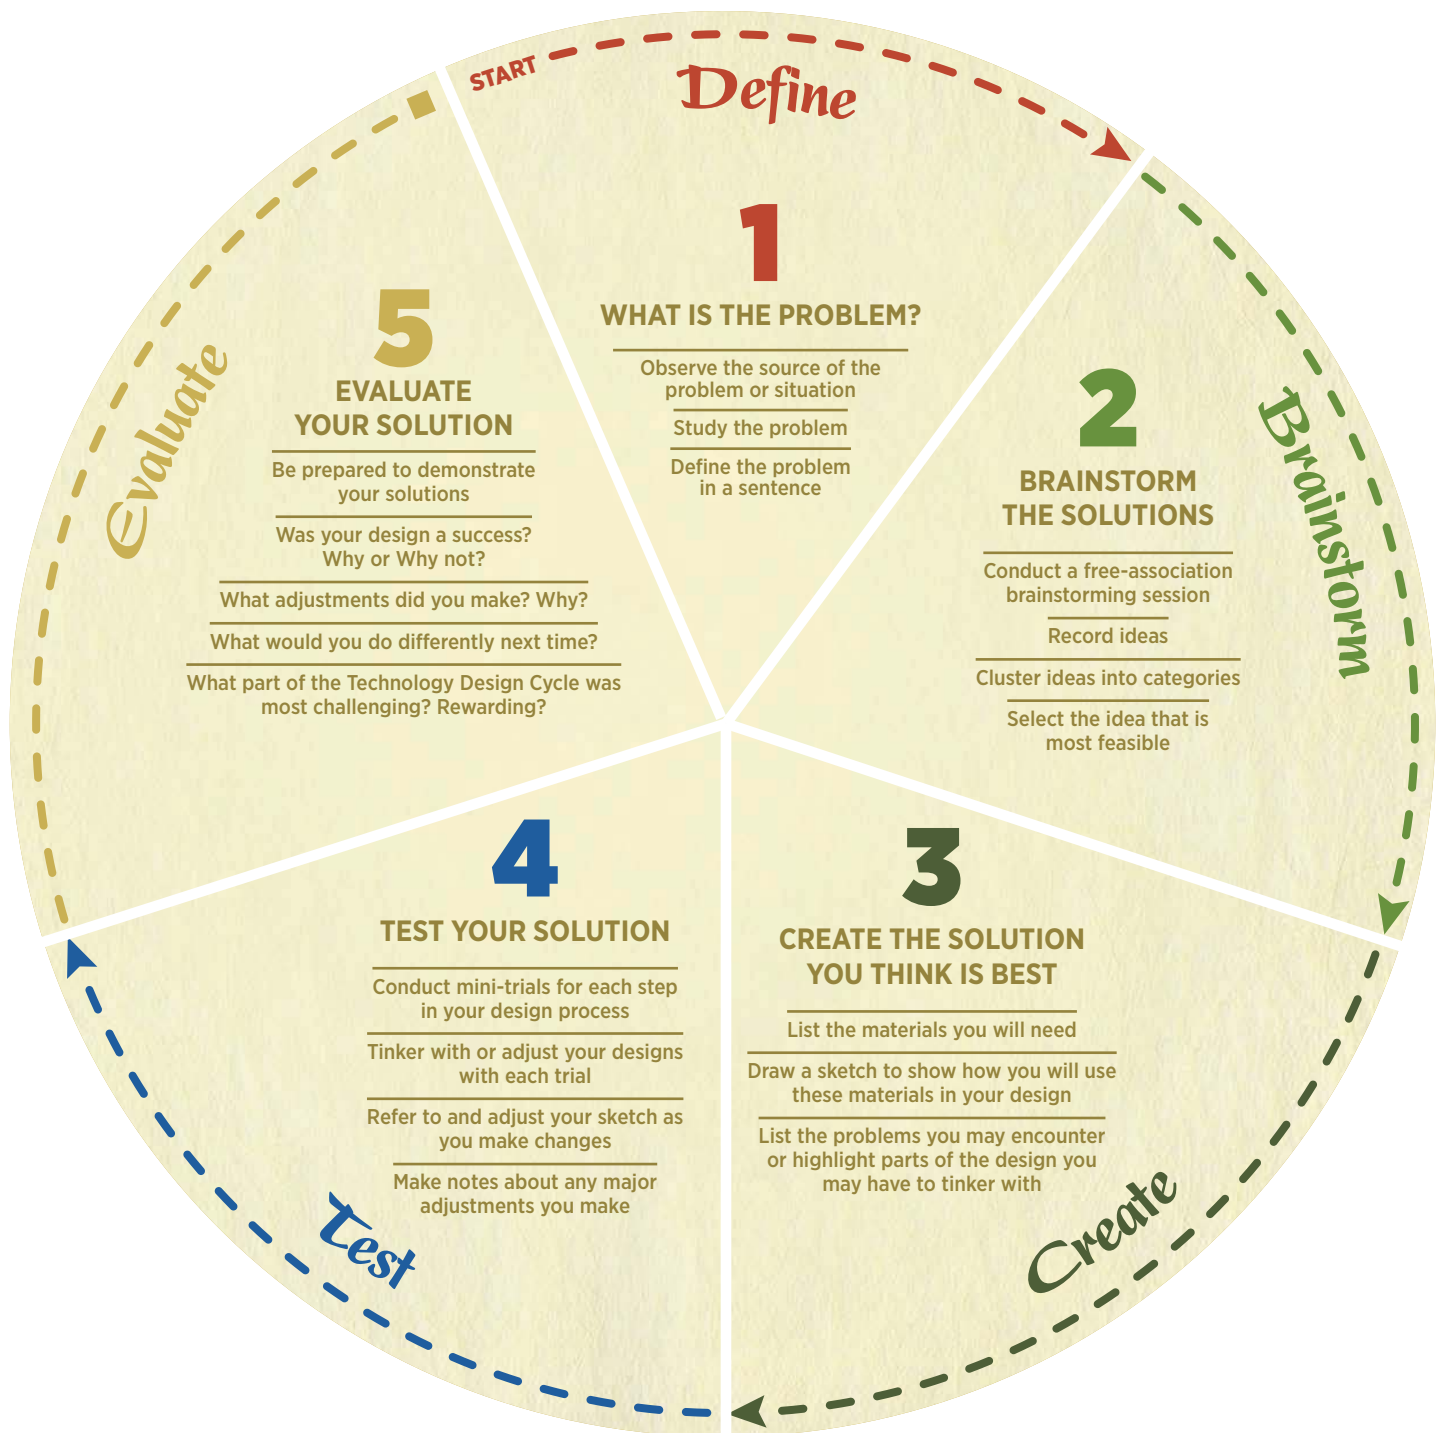 START
Define
1
WHAT IS THE PROBLEM?
Observe the source of the
problem or situation
Study the problem
Define the problem
in a sentence
Brainstorm
2
BRAINSTORM
THE SOLUTIONS
Conduct a free-association
brainstorming session
Record ideas
Cluster ideas into categories
Select the idea that is
most feasible
Create
3
CREATE THE SOLUTION
YOU THINK IS BEST
List the materials you will need
Draw a sketch to show how you will use
these materials in your design
List the problems you may encounter
or highlight parts of the design you
may have to tinker with
Test
4
TEST YOUR SOLUTION
Conduct mini-trials for each step
in your design process
Tinker with or adjust your designs
with each trial
Refer to and adjust your sketch as
you make changes
Make notes about any major
adjustments you make
Evaluate
5
EVALUATE
YOUR SOLUTION
Be prepared to demonstrate
your solutions
Was your design a success?
Why or Why not?
What adjustments did you make? Why?
What would you do differently next time?
What part of the Technology Design Cycle was
most challenging? Rewarding?